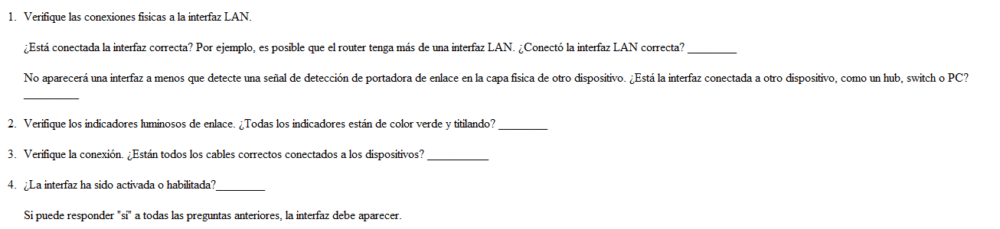 1. Verifique las conexiones físicas a la interfaz LAN.
¿Está conectada la interfaz correcta? Por ejemplo, es posible que el router tenga más de una interfaz LAN. ¿Conectó la interfaz LAN correcta? ________
No aparecerá una interfaz a menos que detecte una señal de detección de portadora de enlace en la capa física de otro dispositivo. ¿Está la interfaz conectada a otro dispositivo, como un hub, switch o PC?
_________
2. Verifique los indicadores luminosos de enlace. ¿Todas los indicadores están de color verde y titilando? ________
3. Verifique la conexión. ¿Están todos los cables correctos conectados a los dispositivos? __________
4. ¿La interfaz ha sido activada o habilitada?________
Si puede responder "si" a todas las preguntas anteriores, la interfaz debe aparecer.